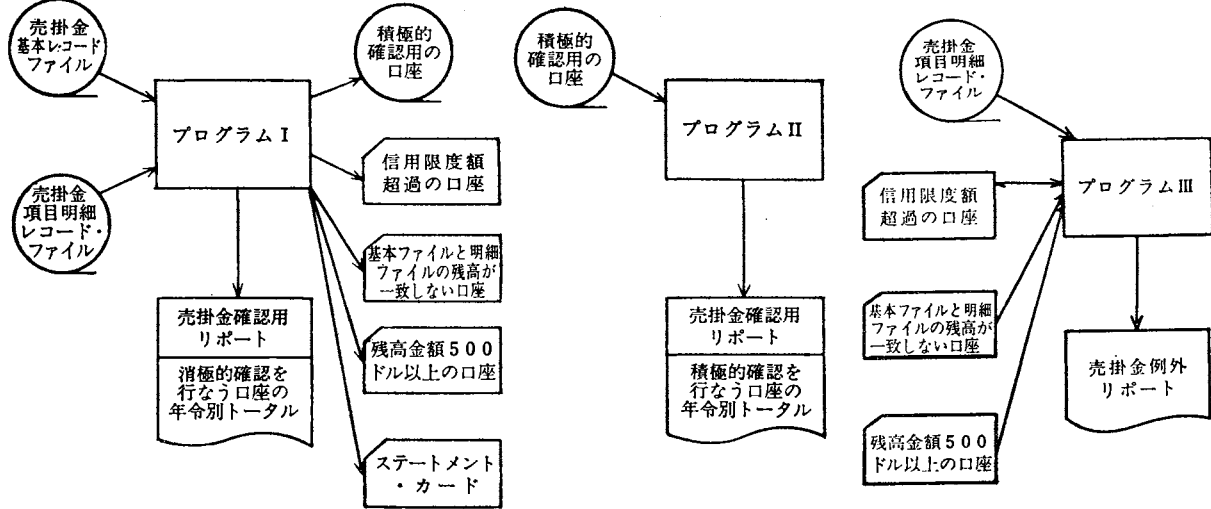 売掛金
基本レコード
ファイル
売掛金
項目明細
レコード・
ファイル
プログラムⅠ
積極的
確認用の
口座
信用限度額
超過の口座
基本ファイルと明細
ファイルの残高が
一致しない口座
残高金額500
ドル以上の口座
ステートメント
・カード
売掛金確認用
リポート
消極的確認を
行なう口座の
年令別トータル
積極的
確認用の
口座
プログラムⅡ
売掛金確認用
リポート
積極的確認を
行なう口座の
年令別トータル
売掛金
項目明細
レコード・
ファイル
信用限度額
超過の口座
基本ファイルと明細
ファイルの残高が
一致しない口座
残高金額500
ドル以上の口座
プログラムⅢ
売掛金例外
リポート